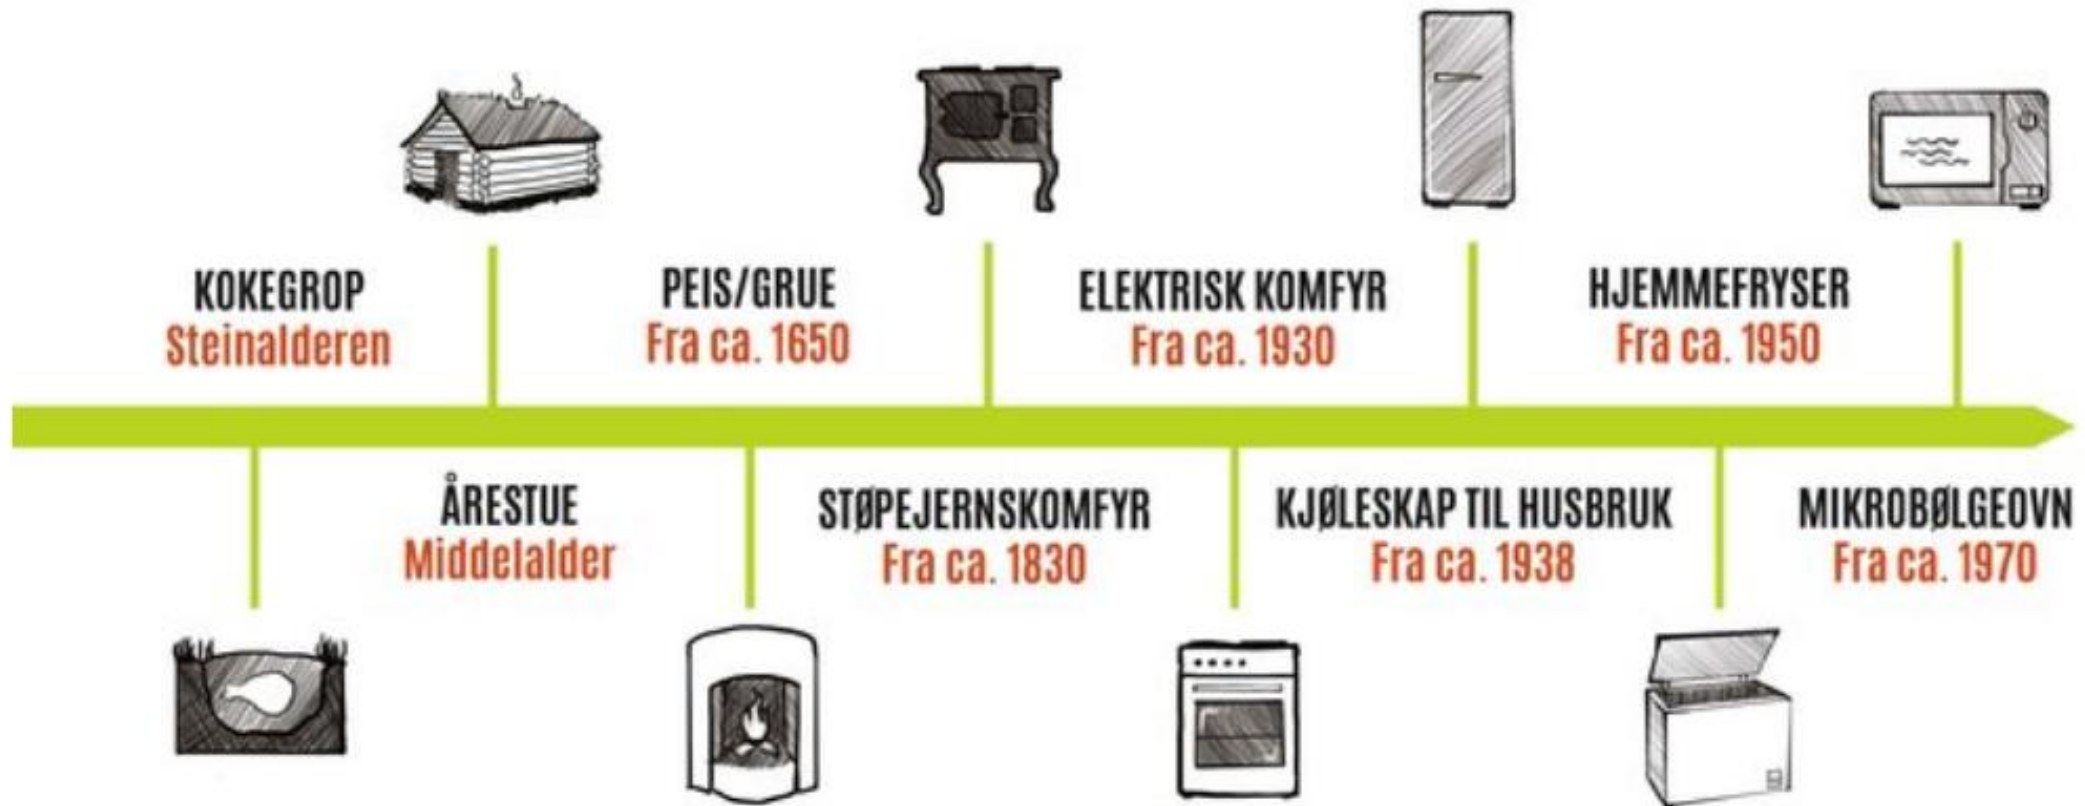 KOKEGROP
Steinalderen
PEIS/GRUE
Fra ca. 1650
ELEKTRISK KOMFYR
Fra ca. 1930
HJEMMEFRYSER
Fra ca. 1950
ÅRESTUE
Middelalder
STØPEJERNSKOMFYR
Fra ca. 1830
KJØLESKAP TIL HUSBRUK
Fra ca. 1938
MIKROBØLGEOVN
Fra ca. 1970